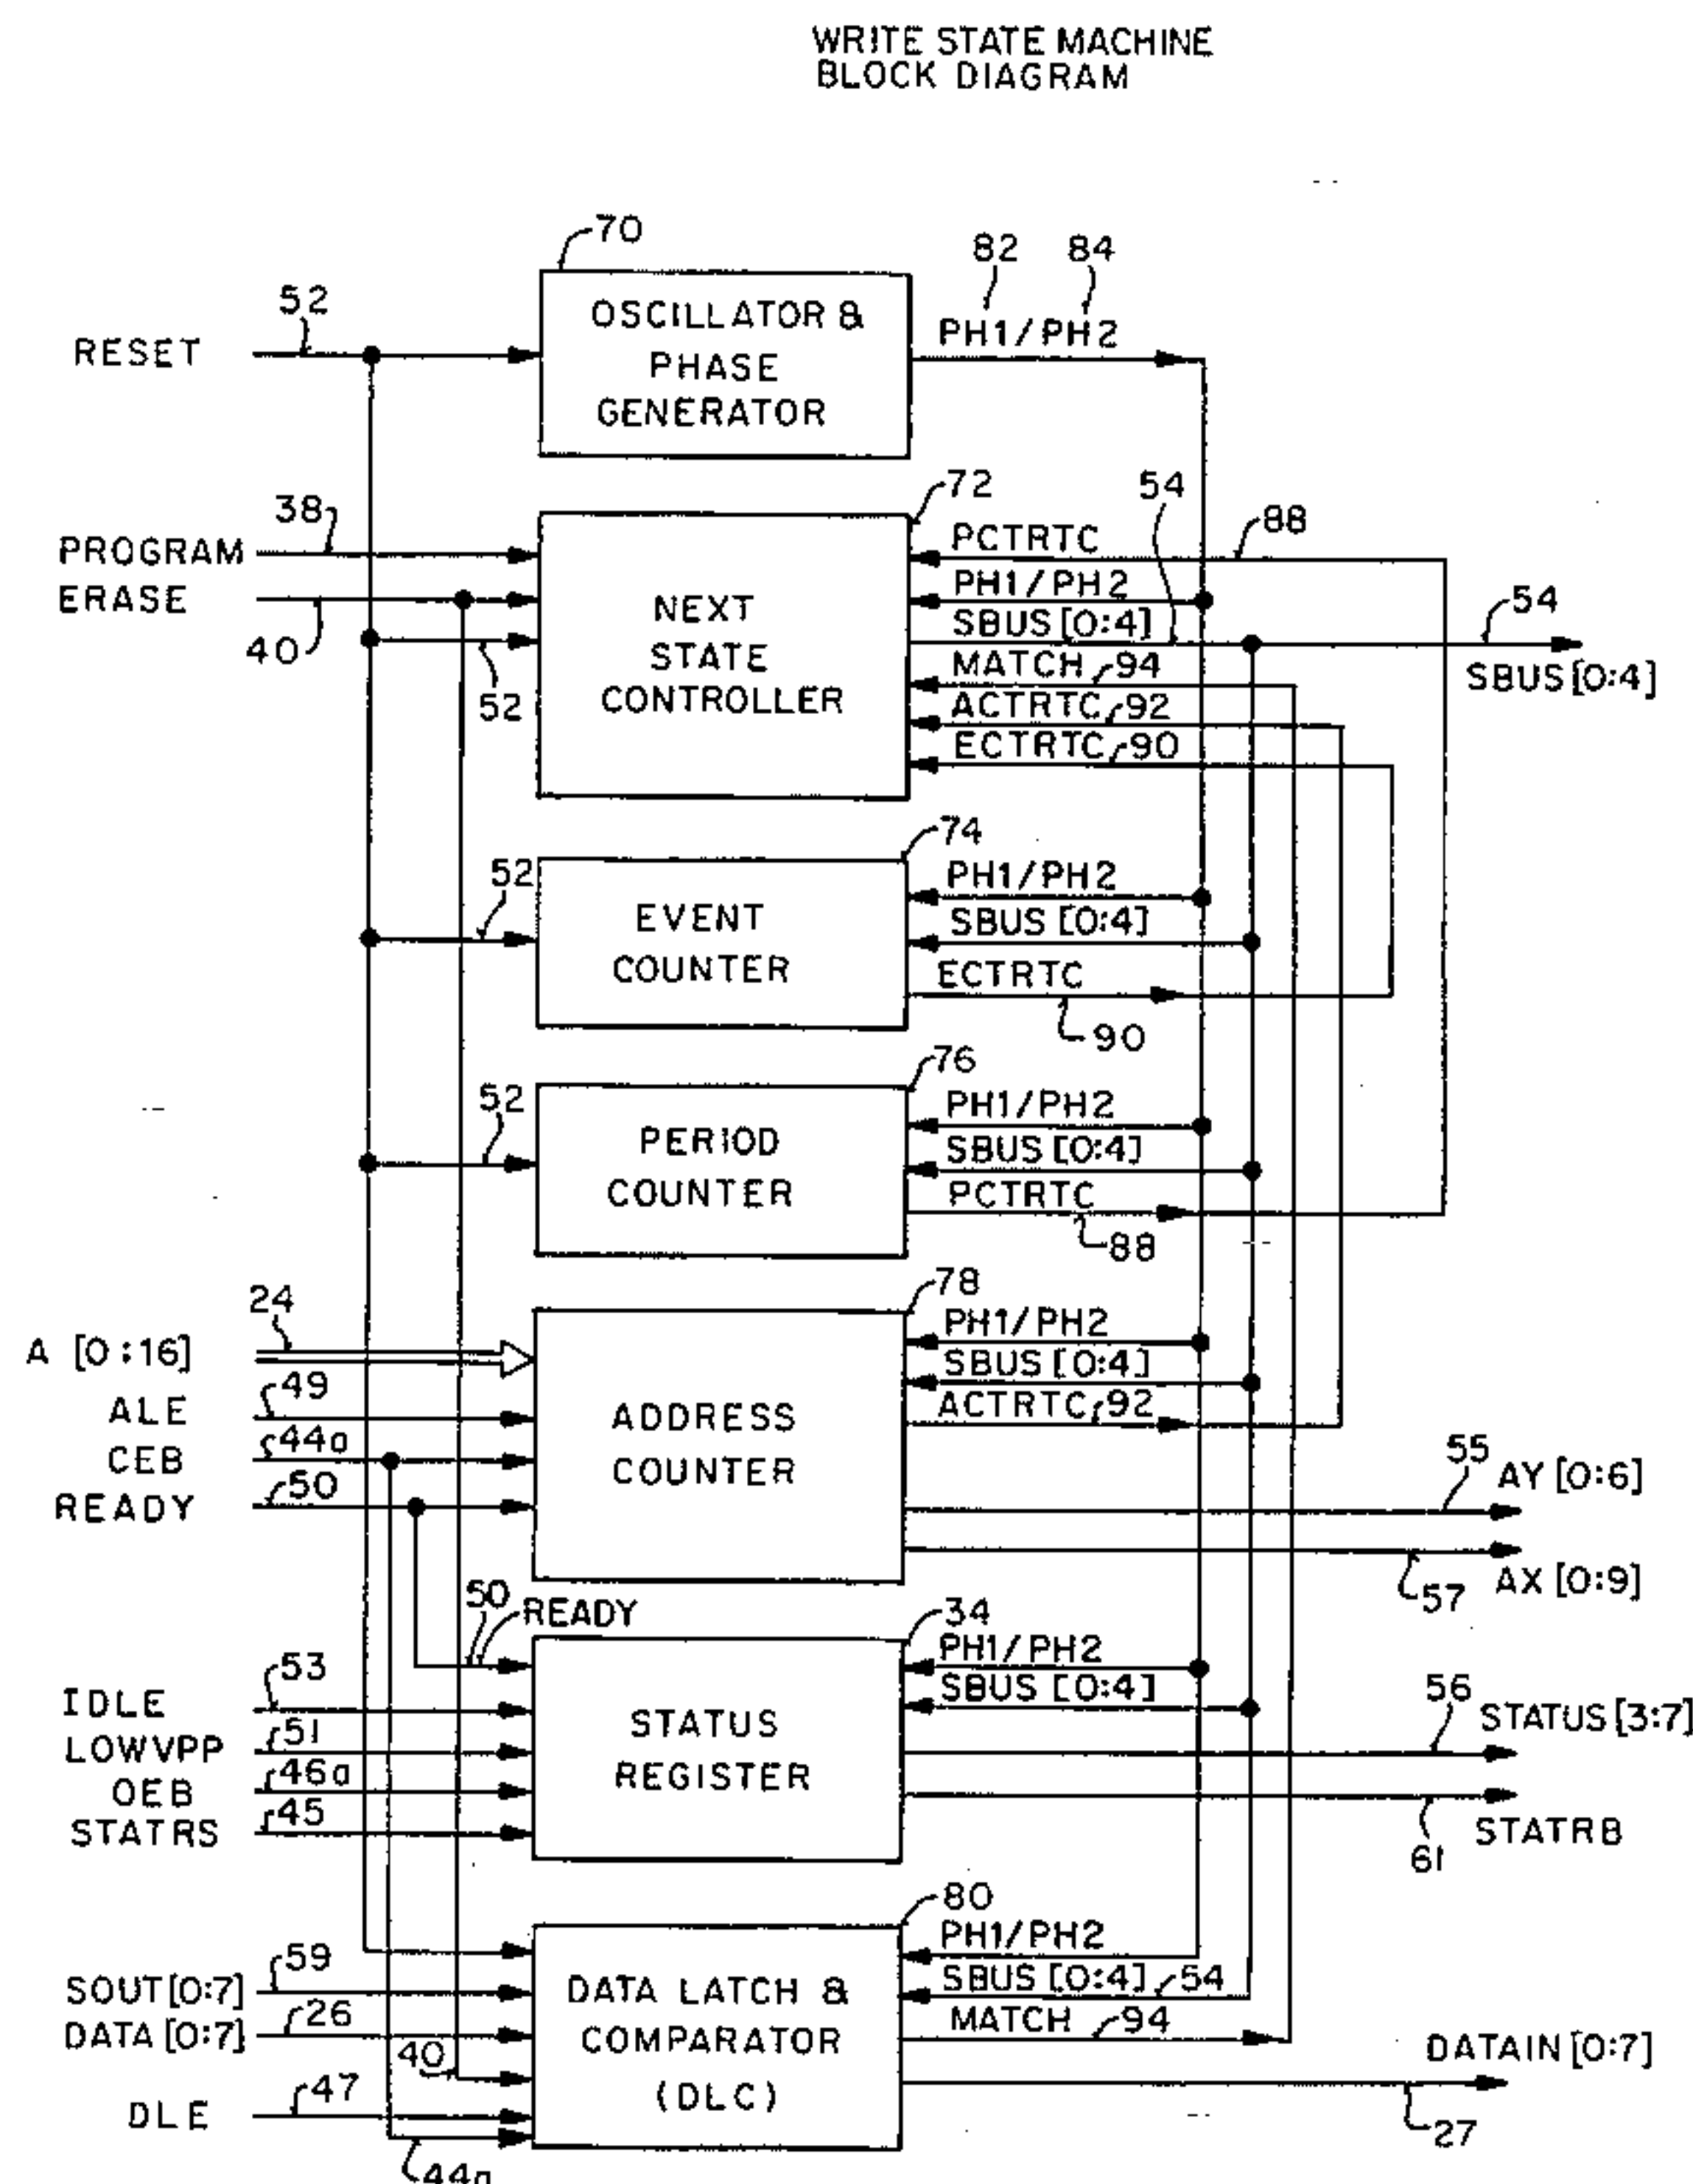 WRITE STATE MACHINE
BLOCK DIAGRAM
70
82 84
52
OSCILLATOR &
PHASE
GENERATOR
PH1/PH2
RESET
72
54
38
88
PROGRAM
PCTRTC
ERASE
PH1/PH2
54
NEXT
STATE
CONTROLLER
SBUS[0:4]
40
MATCH 94
SBUS[0:4]
52
ACTRTC 92
ECTRTC 90
74
52
PH1/PH2
EVENT
COUNTER
SBUS [0:4]
ECTRTC
90
76
52
PH1/PH2
PERIOD
COUNTER
SBUS [0:4]
PCTRTC
88
24
78
A [0:16]
PH1/PH2
SBUS [0:4]
49
ALE
ACTRTC 92
ADDRESS
COUNTER
44a
CEB
55
AY [0:6]
50
READY
57
AX [0:9]
50
READY
34
PH1/PH2
53
IDLE
SBUS [0:4]
56
STATUS
REGISTER
STATUS[3:7]
51
LOWVPP
46a
OEB
45
STATRS
STATRB
61
80
PH1/PH2
59
SOUT[0:7]
SBUS [0:4] 54
DATA LATCH &
COMPARATOR
(DLC)
26
DATA[0:7]
MATCH 94
40
DATAIN[0:7]
47
DLE
27
44a